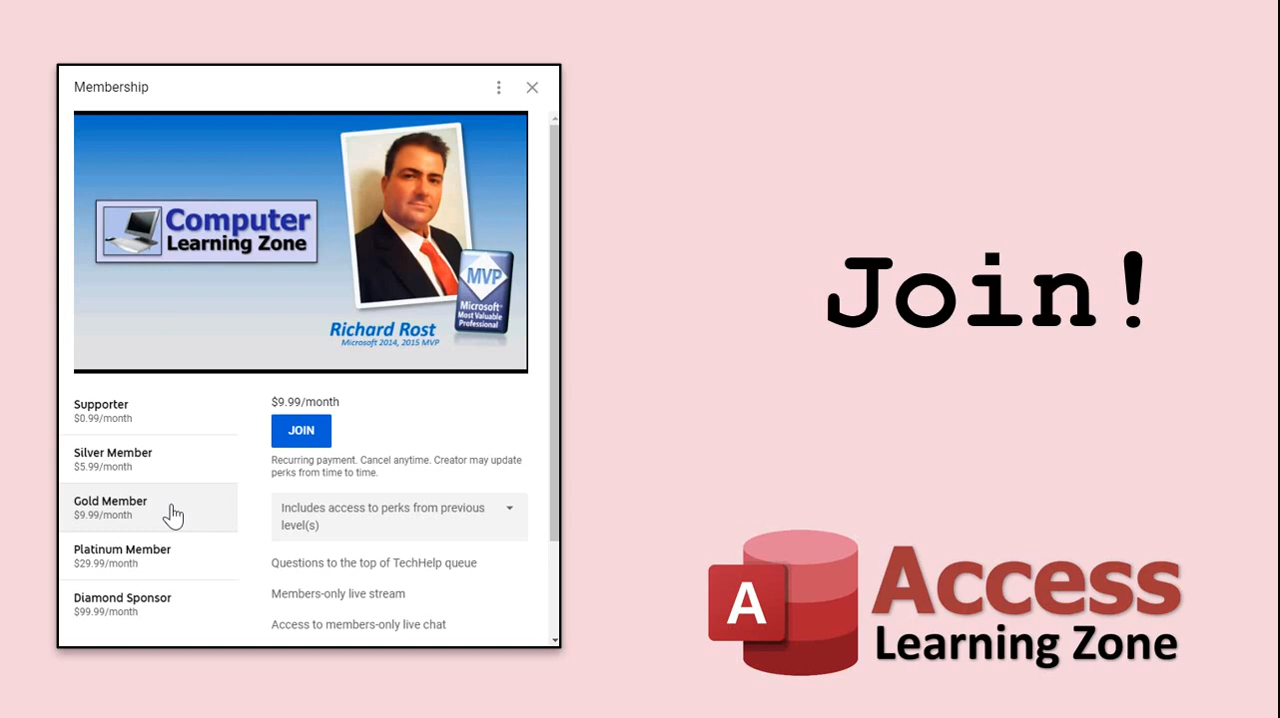 Membership
Computer
Learning Zone
MVP
Microsoft®
Most Valuable
Professional
Richard Rost
Microsoft 2014, 2015 MVP
Supporter
$0.99/month
Silver Member
$5.99/month
Gold Member
$9.99/month
Platinum Member
$29.99/month
Diamond Sponsor
$99.99/month
$9.99/month
JOIN
Recurring payment. Cancel anytime. Creator may update
perks from time to time.
Includes access to perks from previous
level(s)
Questions to the top of TechHelp queue
Members-only live stream
Access to members-only live chat
Join!
A
Access
Learning Zone